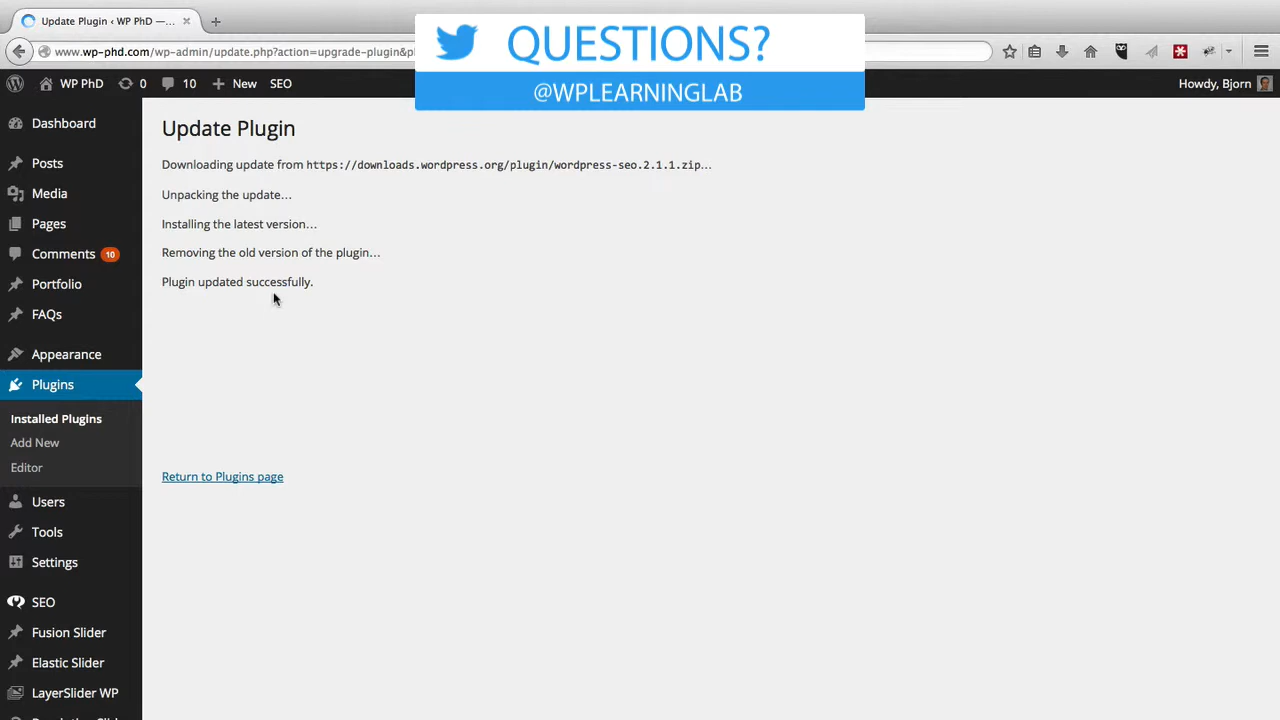 Update Plugin ‹ WP PhD —...
www.wp-phd.com/wp-admin/update.php?action=upgrade-plugin&
QUESTIONS?
@WPLEARNINGLAB
WP PhD
0
10
New
SEO
Howdy, Bjorn
Dashboard
Posts
Media
Pages
Comments 10
Portfolio
FAQs
Appearance
Plugins
Installed Plugins
Add New
Editor
Users
Tools
Settings
SEO
Fusion Slider
Elastic Slider
LayerSlider WP
Update Plugin
Downloading update from https://downloads.wordpress.org/plugin/wordpress-seo.2.1.1.zip…
Unpacking the update…
Installing the latest version…
Removing the old version of the plugin…
Plugin updated successfully.
Return to Plugins page